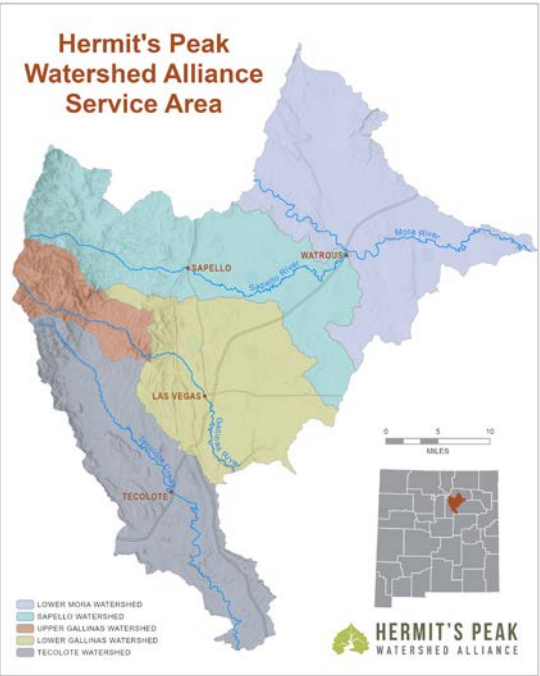 Hermit's Peak
Watershed Alliance
Service Area
Mora River
WATROUS
SAPELLO
Sapello River
LAS VEGAS
Gallinas River
Tecolote Creek
TECOLOTE
0 5 10
MILES
LOWER MORA WATERSHED
SAPELLO WATERSHED
UPPER GALLINAS WATERSHED
LOWER GALLINAS WATERSHED
TECOLOTE WATERSHED
HERMIT'S PEAK
WATERSHED ALLIANCE